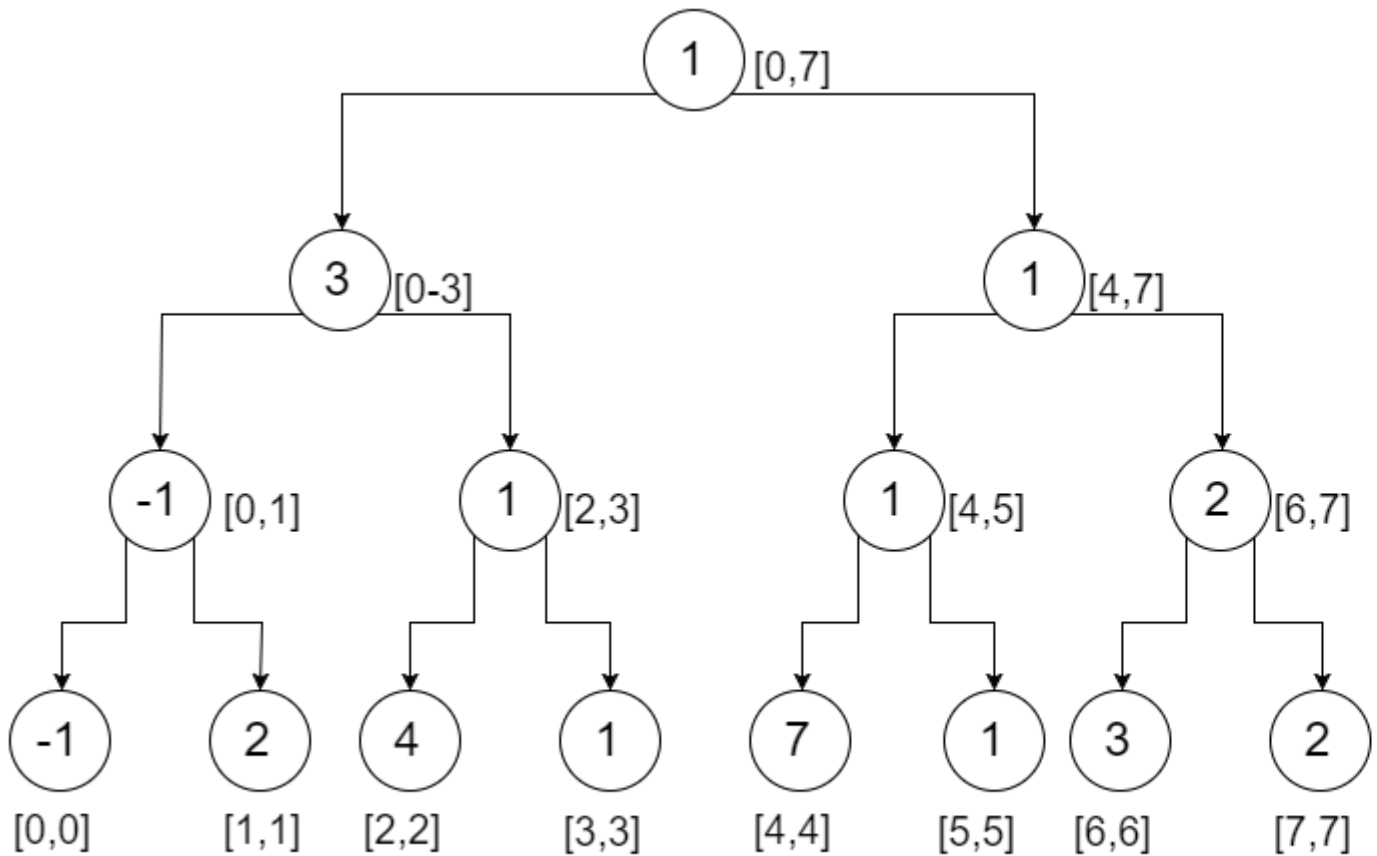 1 [0,7]
3 [0-3] 1 [4,7]
-1 [0,1] 1 [2,3] 1 [4,5] 2 [6,7]
-1 2 4 1 7 1 3 2
[0,0] [1,1] [2,2] [3,3] [4,4] [5,5] [6,6] [7,7]